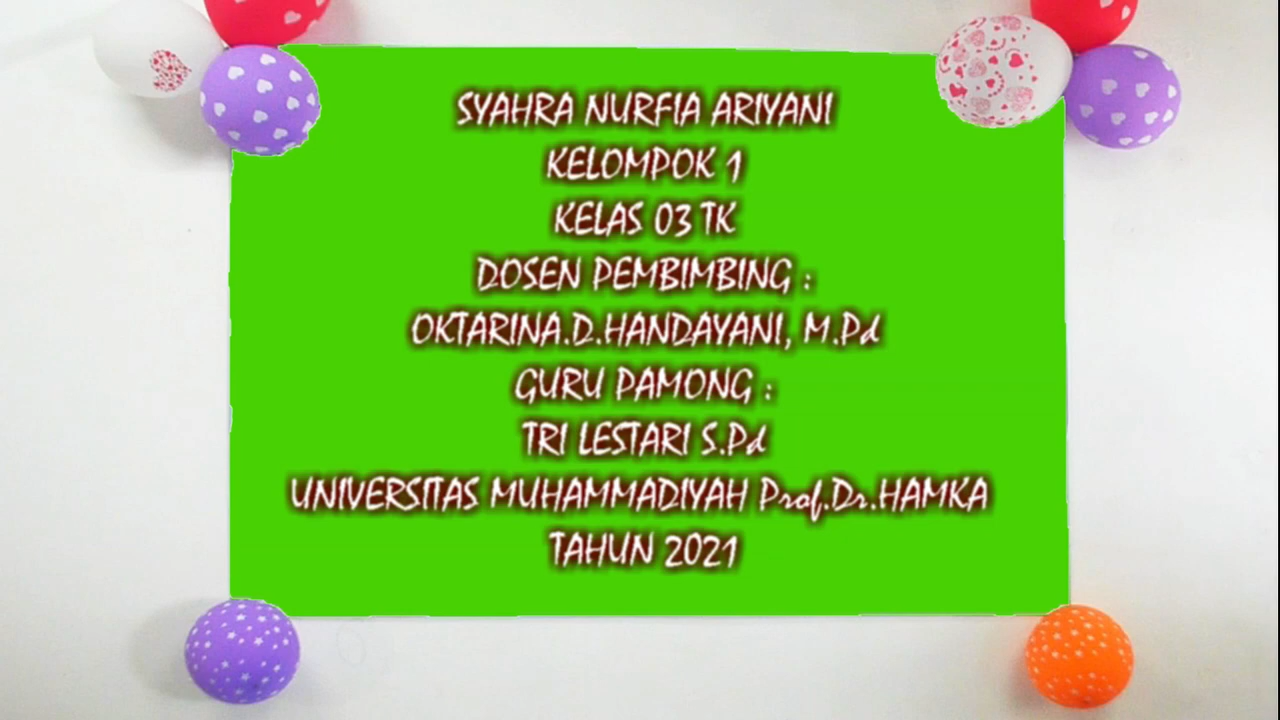 SYAHRA NURFIA ARIYANI
KELOMPOK 1
KELAS 03 TK
DOSEN PEMBIMBING :
OKTARINA.D.HANDAYANI, M.Pd
GURU PAMONG :
TRI LESTARI S.Pd
UNIVERSITAS MUHAMMADIYAH Prof.Dr.HAMKA
TAHUN 2021